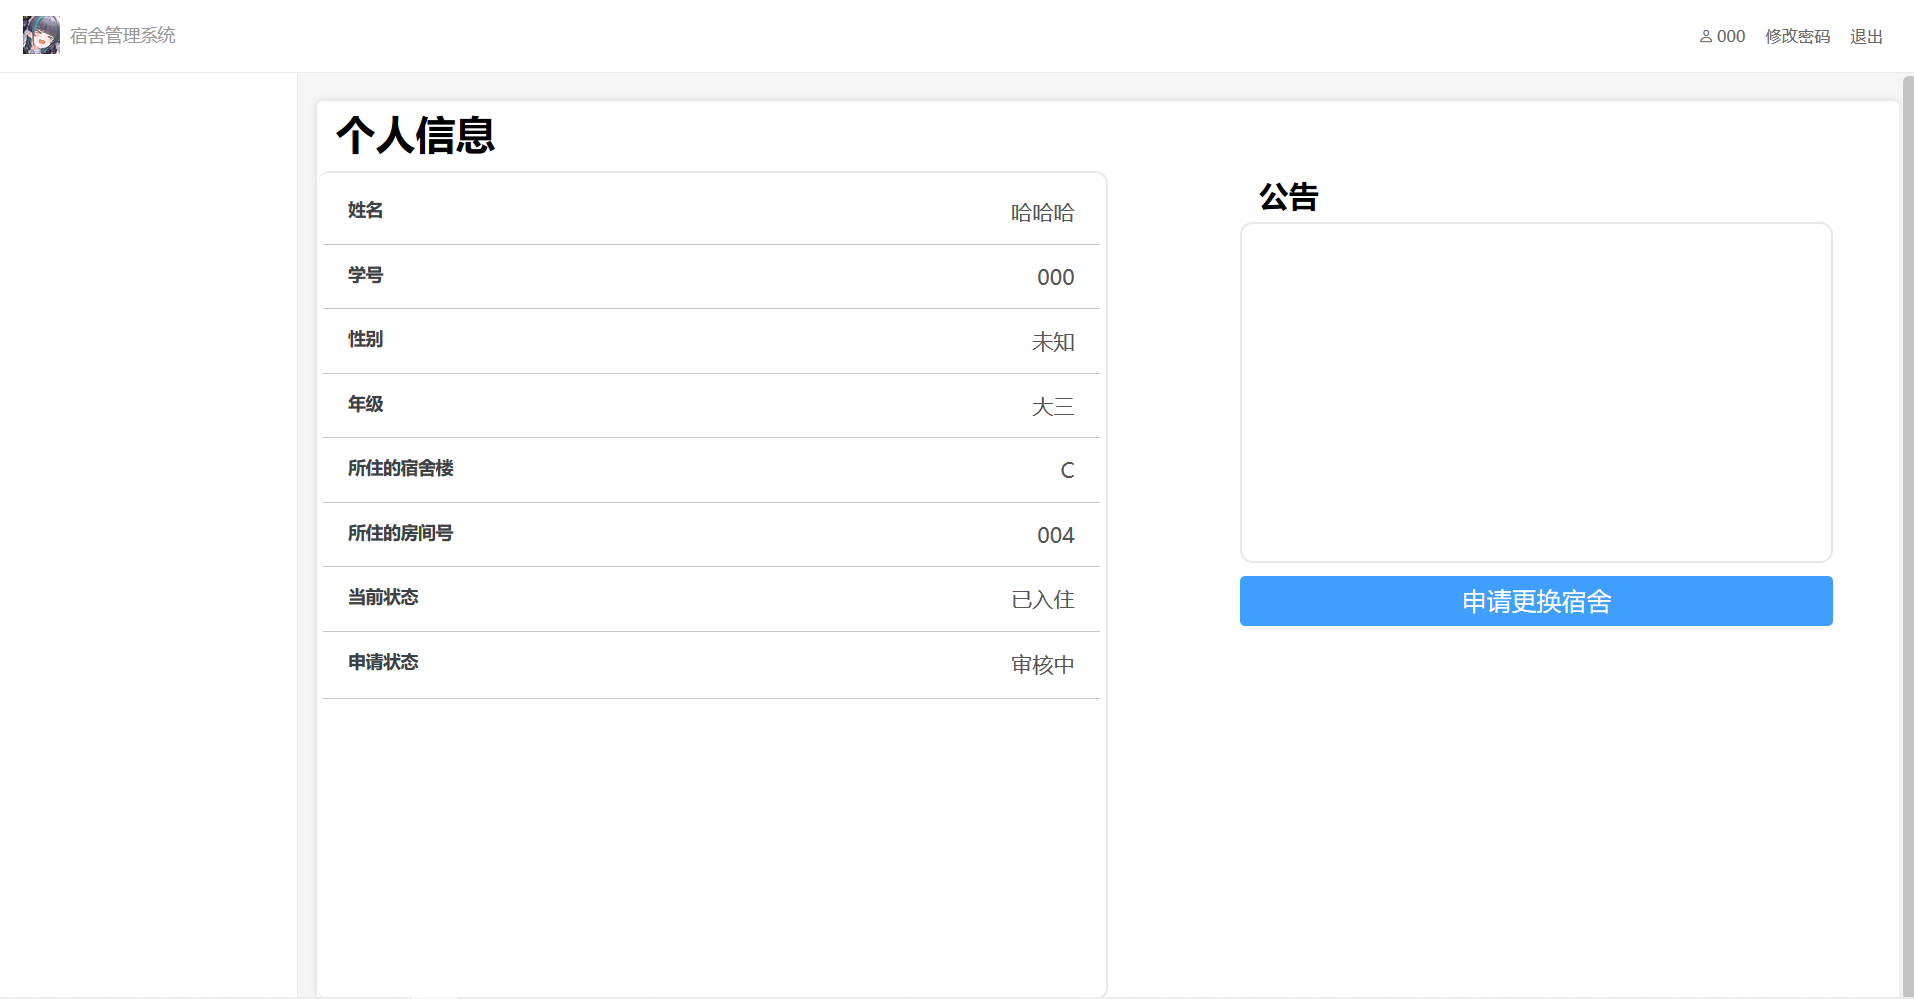 宿舍管理系统
000 修改密码 退出
个人信息
姓名 哈哈哈
学号 000
性别 未知
年级 大三
所住的宿舍楼 C
所住的房间号 004
当前状态 已入住
申请状态 审核中
公告
申请更换宿舍